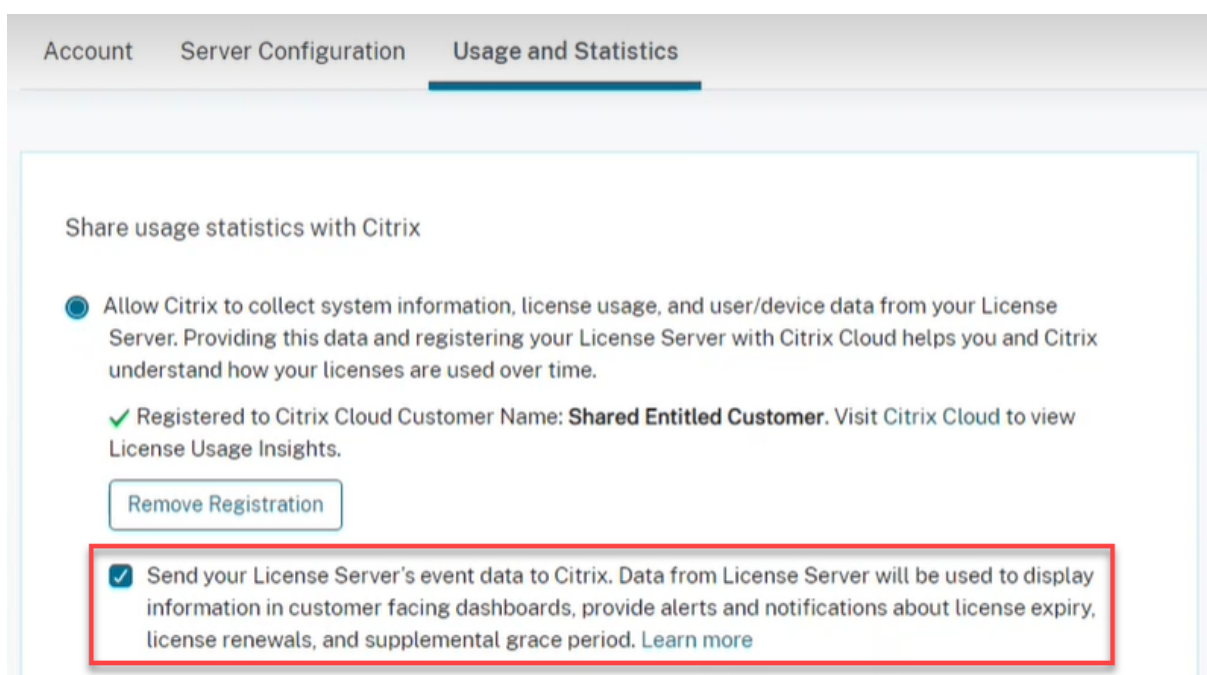 Account Server Configuration Usage and Statistics
Share usage statistics with Citrix
Allow Citrix to collect system information, license usage, and user/device data from your License
Server. Providing this data and registering your License Server with Citrix Cloud helps you and Citrix
understand how your licenses are used over time.
Registered to Citrix Cloud Customer Name: Shared Entitled Customer. Visit Citrix Cloud to view
License Usage Insights.
Remove Registration
Send your License Server's event data to Citrix. Data from License Server will be used to display
information in customer facing dashboards, provide alerts and notifications about license expiry,
license renewals, and supplemental grace period. Learn more